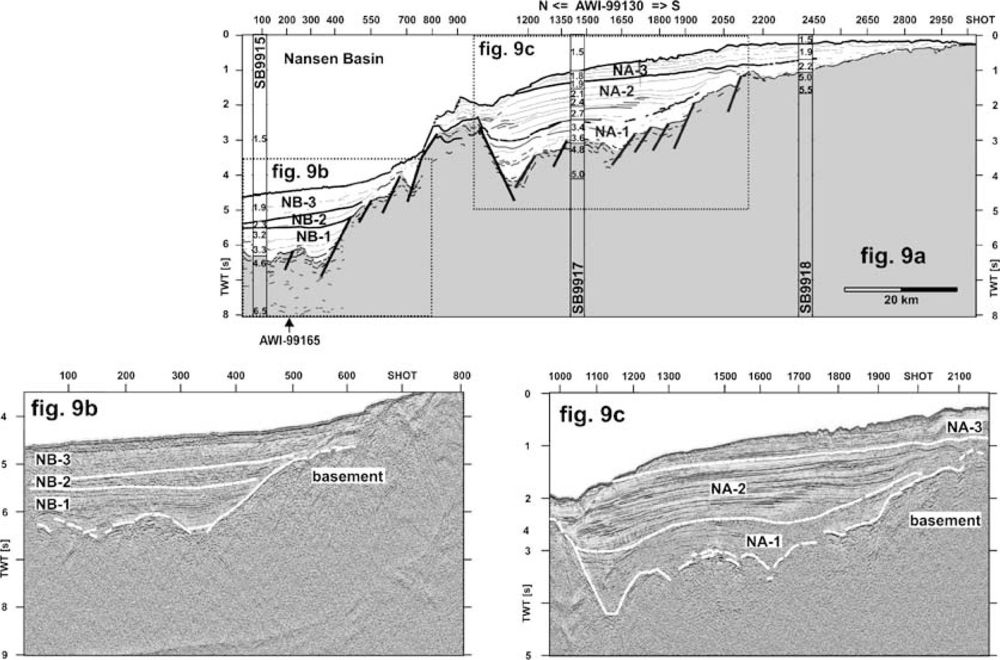 N <= AWI-99130 => S
100 200 300 400 550 700 800 900 1200 1350 1500 1650 1800 1900 2050 2200 2450 2650 2800 2950 SHOT
0 0
SB9915
Nansen Basin
fig. 9c
1.5
1.5
1.9
1 1
NA-3
1.8
2.2
1.9
5.0
NA-2
2.1
5.5
2 2
2.4
2.7
NA-1
3.4
3 3
1.5
3.6
4.8
fig. 9b
4 4
5.0
NB-3
1.9
5 5
NB-2
3.2
NB-1
6 6
3.3
4.6
fig. 9a
TWT [s]
SB9917
SB9918
TWT [s]
20 km
6.5
8 8
AWI-99165
100 200 300 400 500 600 SHOT 800
fig. 9b
4
NB-3
5
basement
NB-2
NB-1
6
TWT [s]
8
9
1000 1100 1200 1300 1500 1600 1700 1800 1900 SHOT 2100
0
fig. 9c
NA-3
1
NA-2
2
basement
4
NA-1
3
TWT [s]
5